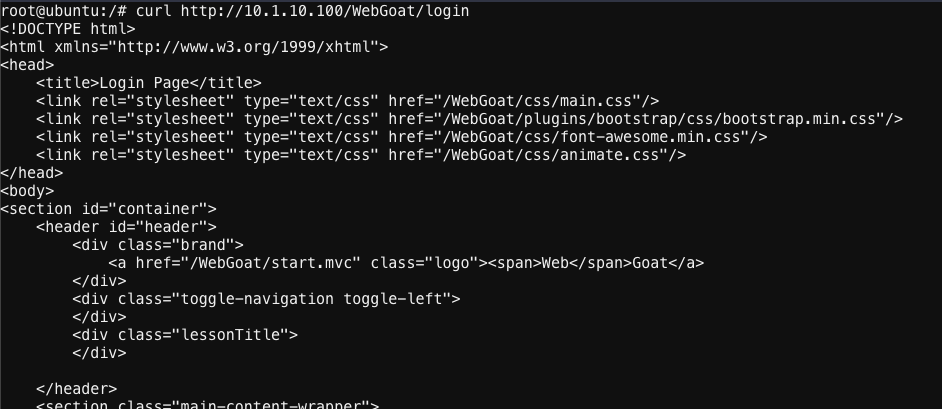 root@ubuntu:/# curl http://10.1.10.100/WebGoat/login
<!DOCTYPE html>
<html xmlns="http://www.w3.org/1999/xhtml">
<head>
    <title>Login Page</title>
    <link rel="stylesheet" type="text/css" href="/WebGoat/css/main.css"/>
    <link rel="stylesheet" type="text/css" href="/WebGoat/plugins/bootstrap/css/bootstrap.min.css"/>
    <link rel="stylesheet" type="text/css" href="/WebGoat/css/font-awesome.min.css"/>
    <link rel="stylesheet" type="text/css" href="/WebGoat/css/animate.css"/>
</head>
<body>
<section id="container">
    <header id="header">
        <div class="brand">
            <a href="/WebGoat/start.mvc" class="logo"><span>Web</span>Goat</a>
        </div>
        <div class="toggle-navigation toggle-left">
        </div>
        <div class="lessonTitle">
        </div>
    </header>
    <section class="main-content-wrapper">